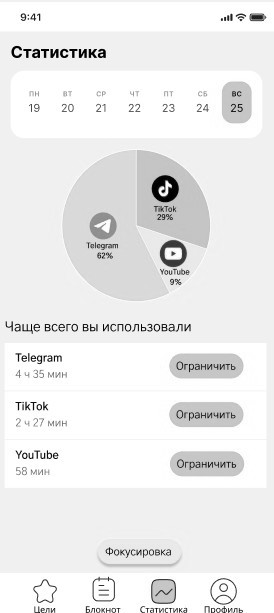 9:41
Статистика
ПН ВТ СР ЧТ ПТ СБ ВС
19 20 21 22 23 24 25
TikTok
29%
Telegram
62%
YouTube
9%
Чаще всего вы использовали
Telegram
4 ч 35 мин
Ограничить
TikTok
2 ч 27 мин
Ограничить
YouTube
58 мин
Ограничить
Фокусировка
Цели Блокнот Статистика Профиль